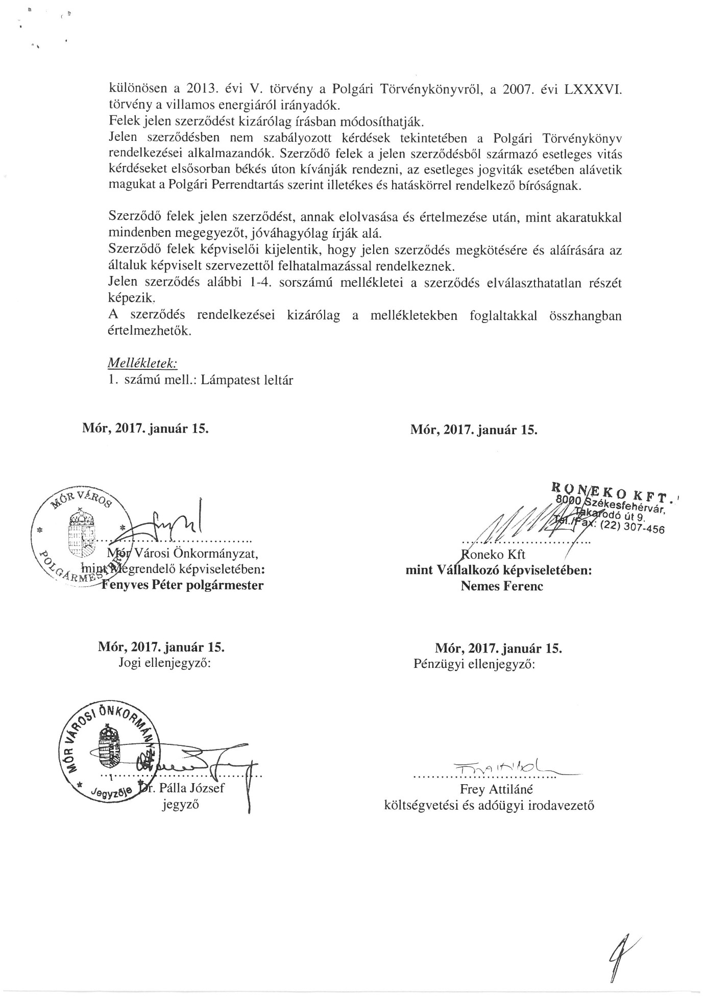 különösen a 2013. évi V. törvény a Polgári Törvénykönyvről, a 2007. évi LXXXVI.
törvény a villamos energiáról irányadók.
Felek jelen szerződést kizárólag írásban módosíthatják.
Jelen szerződésben nem szabályozott kérdések tekintetében a Polgári Törvénykönyv
rendelkezései alkalmazandók. Szerződő felek a jelen szerződésből származó esetleges vitás
kérdéseket elsősorban békés úton kívánják rendezni, az esetleges jogviták esetében alávetik
magukat a Polgári Perrendtartás szerint illetékes és hatáskörrel rendelkező bíróságnak.
Szerződő felek jelen szerződést, annak elolvasása és értelmezése után, mint akaratukkal
mindenben megegyezőt, jóváhagyólag írják alá.
Szerződő felek képviselői kijelentik, hogy jelen szerződés megkötésére és aláírására az
általuk képviselt szervezettől felhatalmazással rendelkeznek.
Jelen szerződés alábbi 1-4. sorszámú mellékletei a szerződés elválaszthatatlan részét
képezik.
A szerződés rendelkezései kizárólag a mellékletekben foglaltakkal összhangban
értelmezhetők.
Mellékletek:
1. számú mell.: Lámpatest leltár
Mór, 2017. január 15.
Mór, 2017. január 15.
MÓR VÁROS
POLGÁRMESTERE
1
RONEKO KFT.
8000 Székesfehérvár,
Takarodó út 9.
Tel./Fax: (22) 307-456
Mór Városi Önkormányzat,
mint Megrendelő képviseletében:
Fenyves Péter polgármester
Roneko Kft
mint Vállalkozó képviseletében:
Nemes Ferenc
Mór, 2017. január 15.
Jogi ellenjegyző:
Mór, 2017. január 15.
Pénzügyi ellenjegyző:
MÓR VÁROSI ÖNKORMÁNYZAT
Jegyzője
1
Dr. Pálla József
jegyző
Frey Attiláné
költségvetési és adóügyi irodavezető